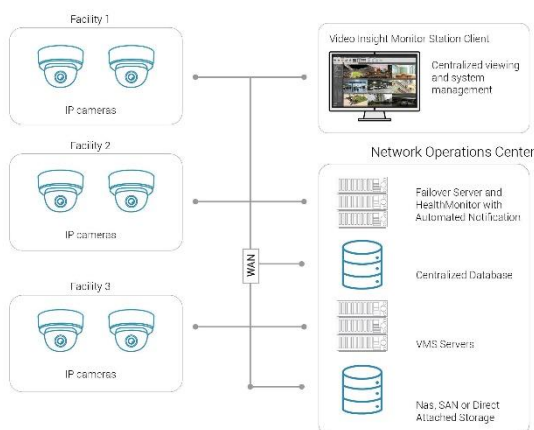 Facility 1
IP cameras
Facility 2
IP cameras
Facility 3
IP cameras
WAN
Video Insight Monitor Station Client
Centralized viewing
and system
management
Network Operations Center
Failover Server and
HealthMonitor with
Automated Notification
Centralized Database
VMS Servers
Nas, SAN or Direct
Attached Storage